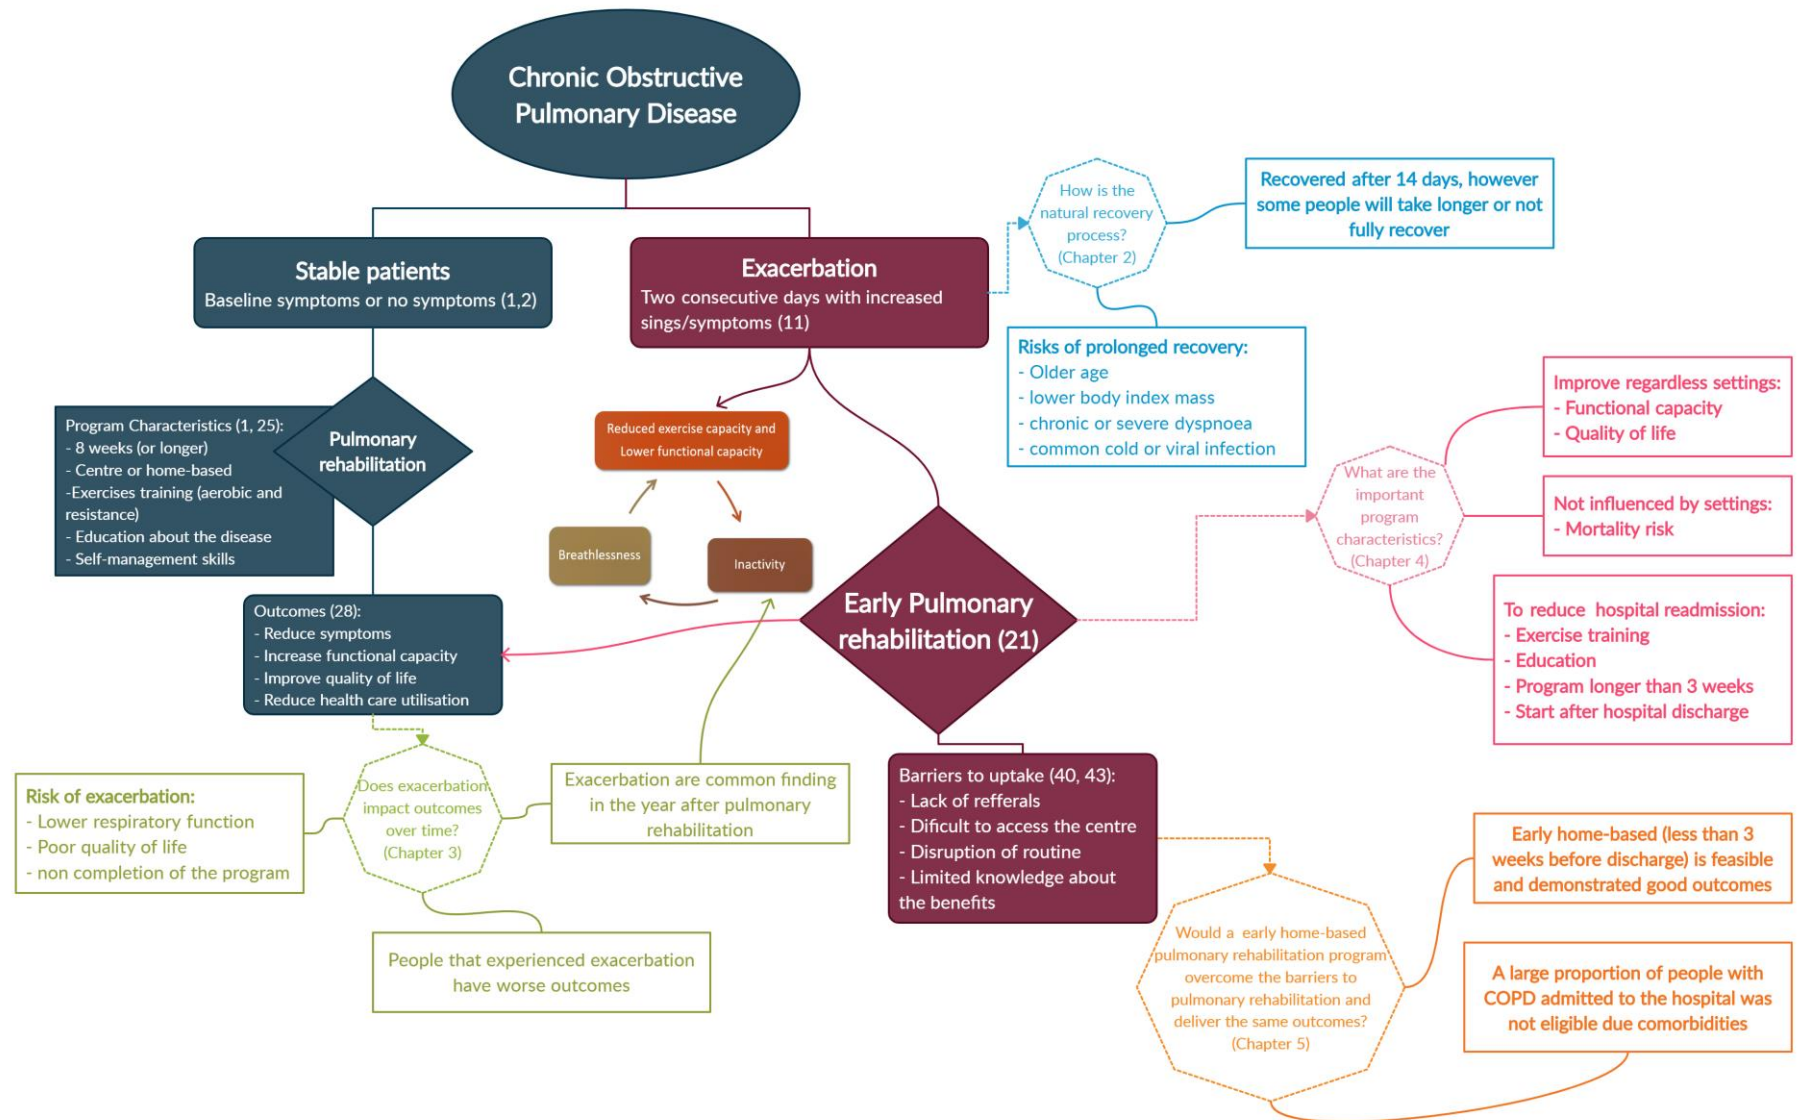 Chronic Obstructive
Pulmonary Disease
Stable patients
Baseline symptoms or no symptoms (1,2)
Exacerbation
Two consecutive days with increased
sings/symptoms (11)
How is the
natural recovery
process?
(Chapter 2)
Recovered after 14 days, however
some people will take longer or not
fully recover
Risks of prolonged recovery:
- Older age
- lower body index mass
- chronic or severe dyspnoea
- common cold or viral infection
Program Characteristics (1, 25):
- 8 weeks (or longer)
- Centre or home-based
-Exercises training (aerobic and
resistance)
- Education about the disease
- Self-management skills
Pulmonary
rehabilitation
Reduced exercise capacity and
Lower functional capacity
Breathlessness
Inactivity
Improve regardless settings:
- Functional capacity
- Quality of life
What are the
important
program
characteristics?
(Chapter 4)
Not influenced by settings:
- Mortality risk
To reduce hospital readmission:
- Exercise training
- Education
- Program longer than 3 weeks
- Start after hospital discharge
Early Pulmonary
rehabilitation (21)
Outcomes (28):
- Reduce symptoms
- Increase functional capacity
- Improve quality of life
- Reduce health care utilisation
Risk of exacerbation:
- Lower respiratory function
- Poor quality of life
- non completion of the program
Does exacerbation
impact outcomes
over time?
(Chapter 3)
Exacerbation are common finding
in the year after pulmonary
rehabilitation
People that experienced exacerbation
have worse outcomes
Barriers to uptake (40, 43):
- Lack of refferals
- Dificult to access the centre
- Disruption of routine
- Limited knowledge about
the benefits
Would a early home-based
pulmonary rehabilitation program
overcome the barriers to
pulmonary rehabilitation and
deliver the same outcomes?
(Chapter 5)
Early home-based (less than 3
weeks before discharge) is feasible
and demonstrated good outcomes
A large proportion of people with
COPD admitted to the hospital was
not eligible due comorbidities